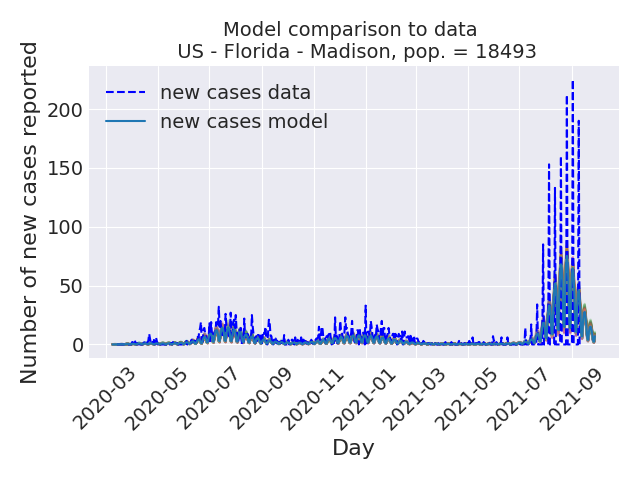 Model comparison to data
US - Florida - Madison, pop. = 18493
Number of new cases reported
200
150
100
50
0
new cases data
new cases model
2020-03
2020-05
2020-07
2020-09
2020-11
2021-01
2021-03
2021-05
2021-07
2021-09
Day